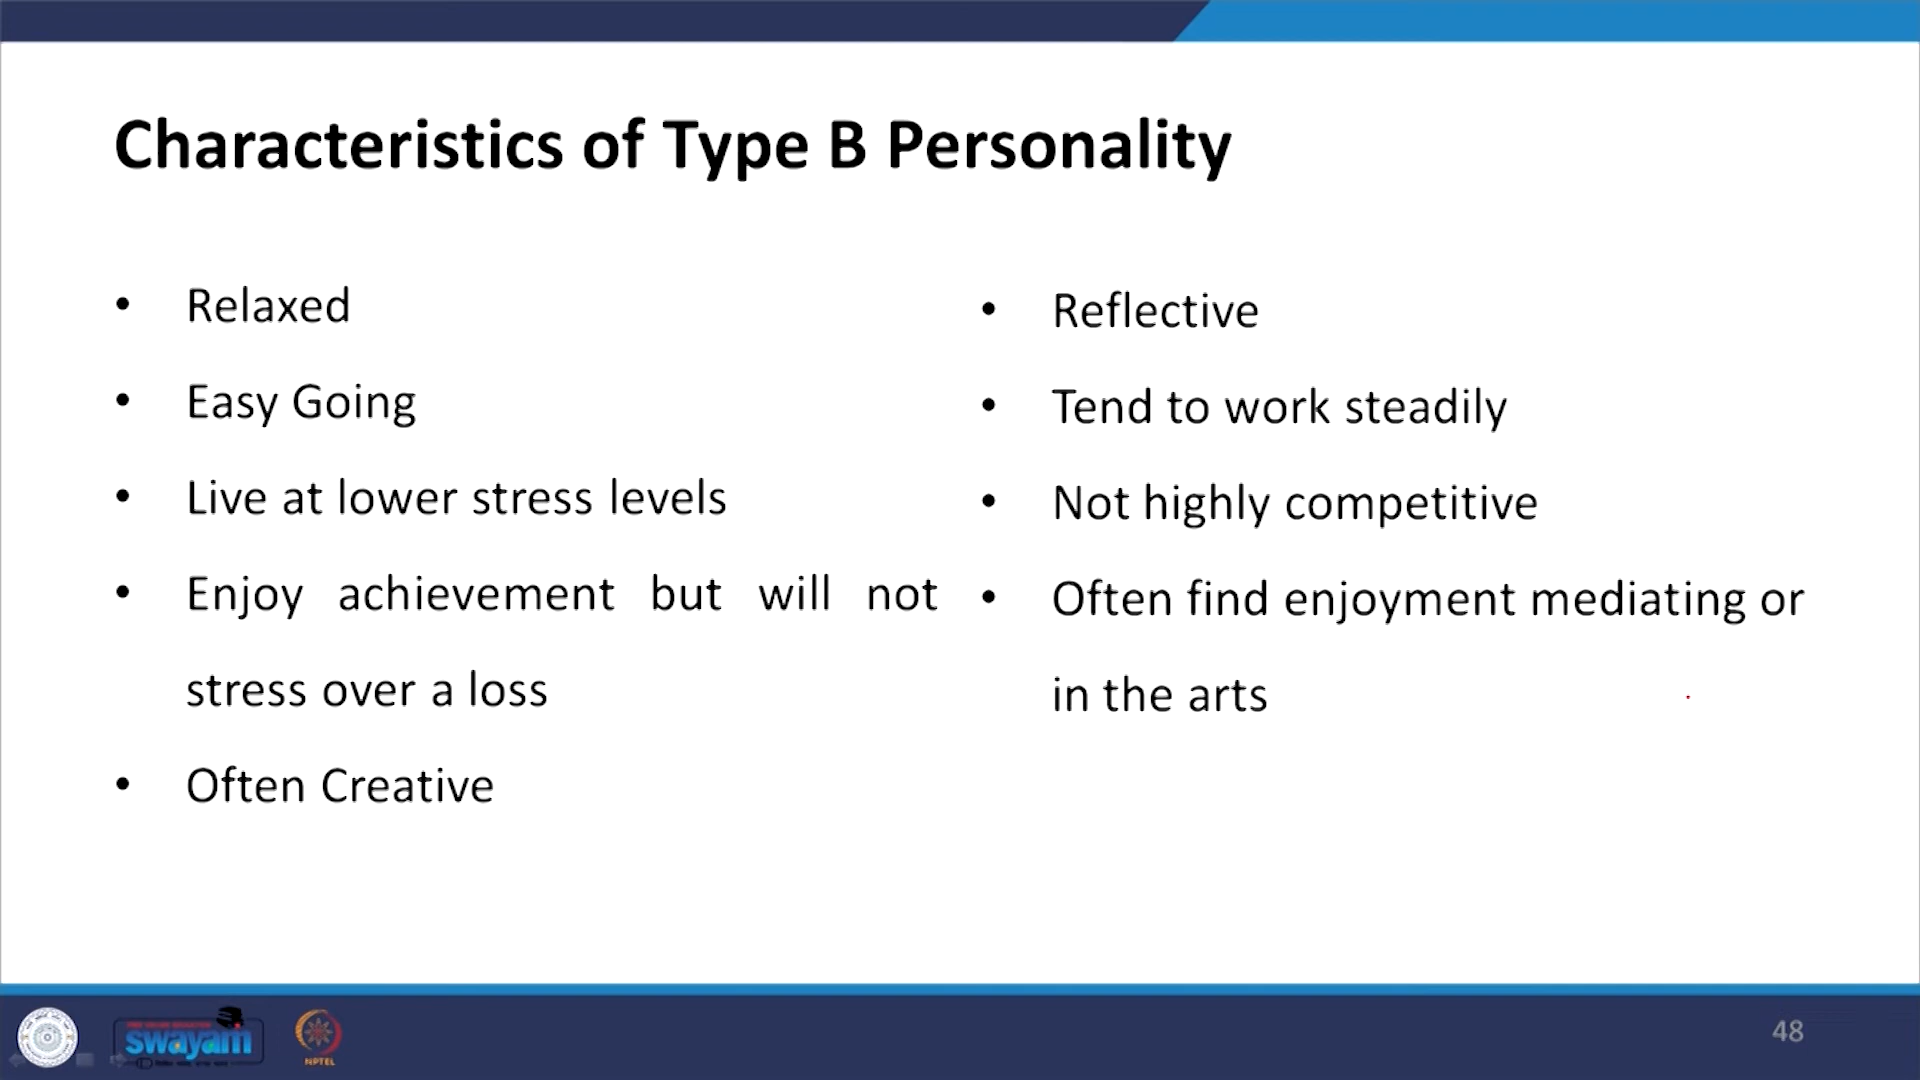 Characteristics of Type B Personality
• Relaxed
• Easy Going
• Live at lower stress levels
• Enjoy achievement but will not
stress over a loss
• Often Creative
• Reflective
• Tend to work steadily
• Not highly competitive
• Often find enjoyment mediating or
in the arts
swayam
NPTEL
48